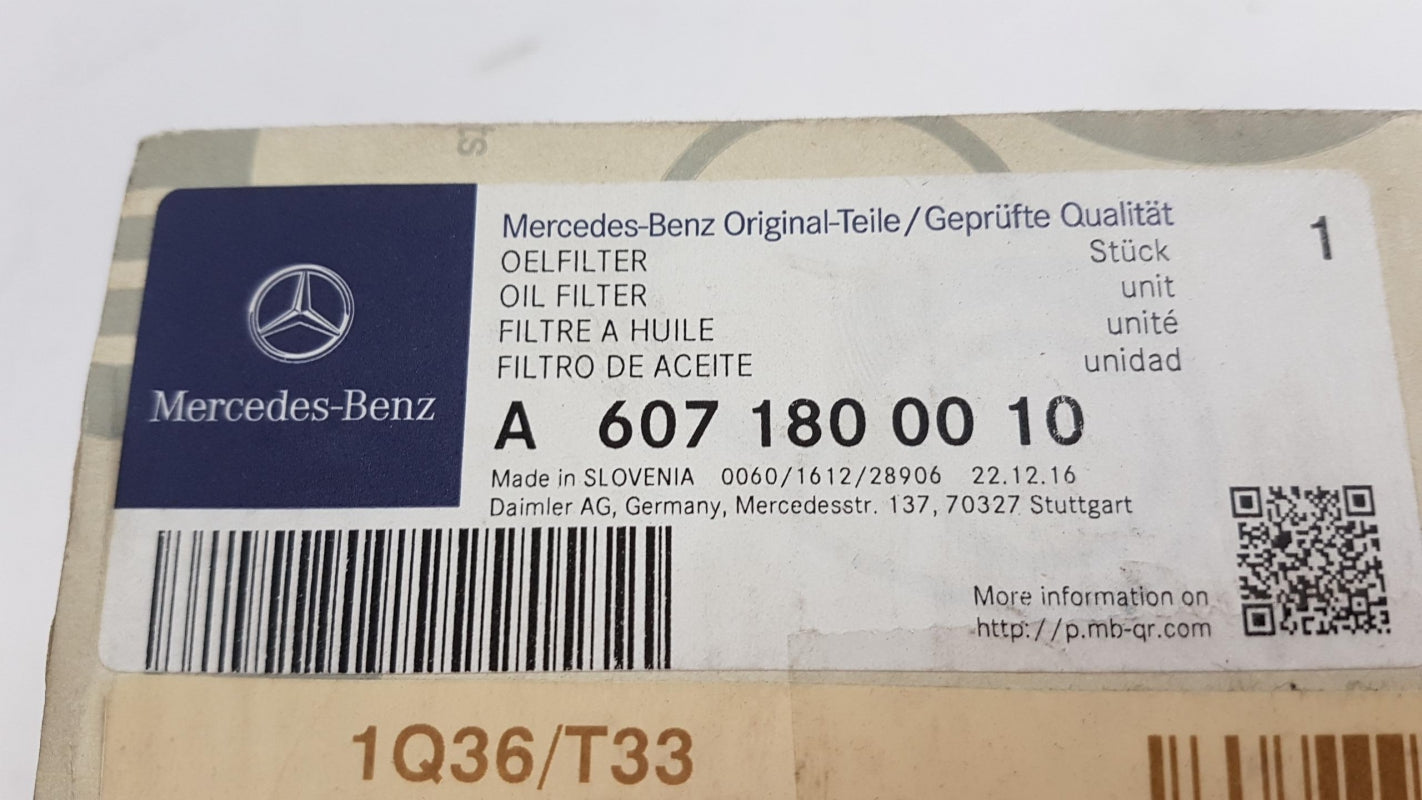 Mercedes-Benz
Mercedes-Benz Original-Teile/Geprüfte Qualität
OELFILTER Stück 1
OIL FILTER unit
FILTRE A HUILE unité
FILTRO DE ACEITE unidad
A 607 180 00 10
Made in SLOVENIA 0060/1612/28906 22.12.16
Daimler AG, Germany, Mercedesstr. 137, 70327 Stuttgart
More information on
http://p.mb-qr.com
1Q36/T33